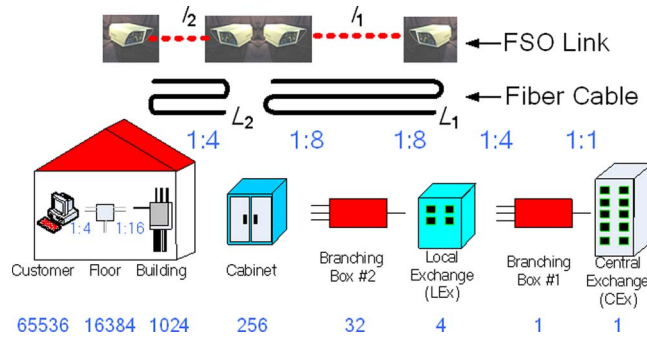 l2
l1
FSO Link
Fiber Cable
L2
L1
1:4 1:8 1:8 1:4 1:1
1:4 1:16
Customer Floor Building Cabinet Branching Box #2 Local Exchange (LEx) Branching Box #1 Central Exchange (CEx)
65536 16384 1024 256 32 4 1 1